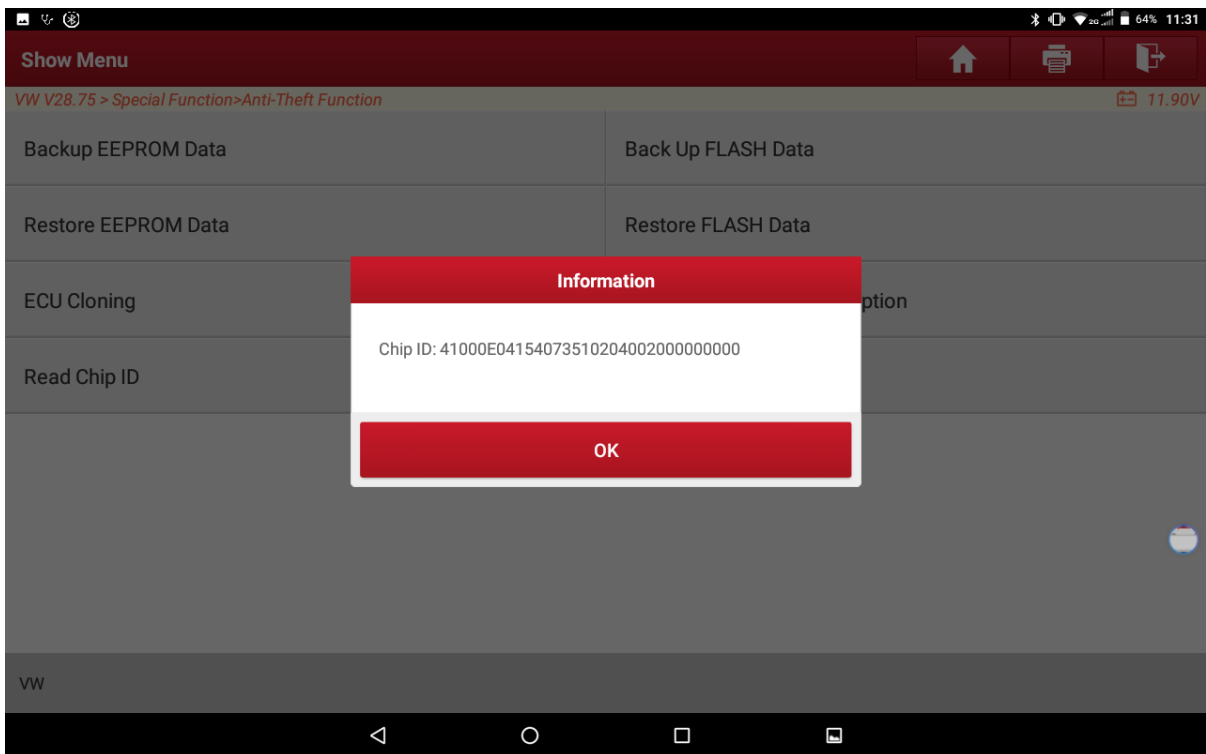 2G 64% 11:31
Show Menu
VW V28.75 > Special Function>Anti-Theft Function 11.90V
Backup EEPROM Data Back Up FLASH Data
Restore EEPROM Data Restore FLASH Data
Information
ECU Cloning ption
Chip ID: 41000E041540735102040020000000000
Read Chip ID
OK
VW